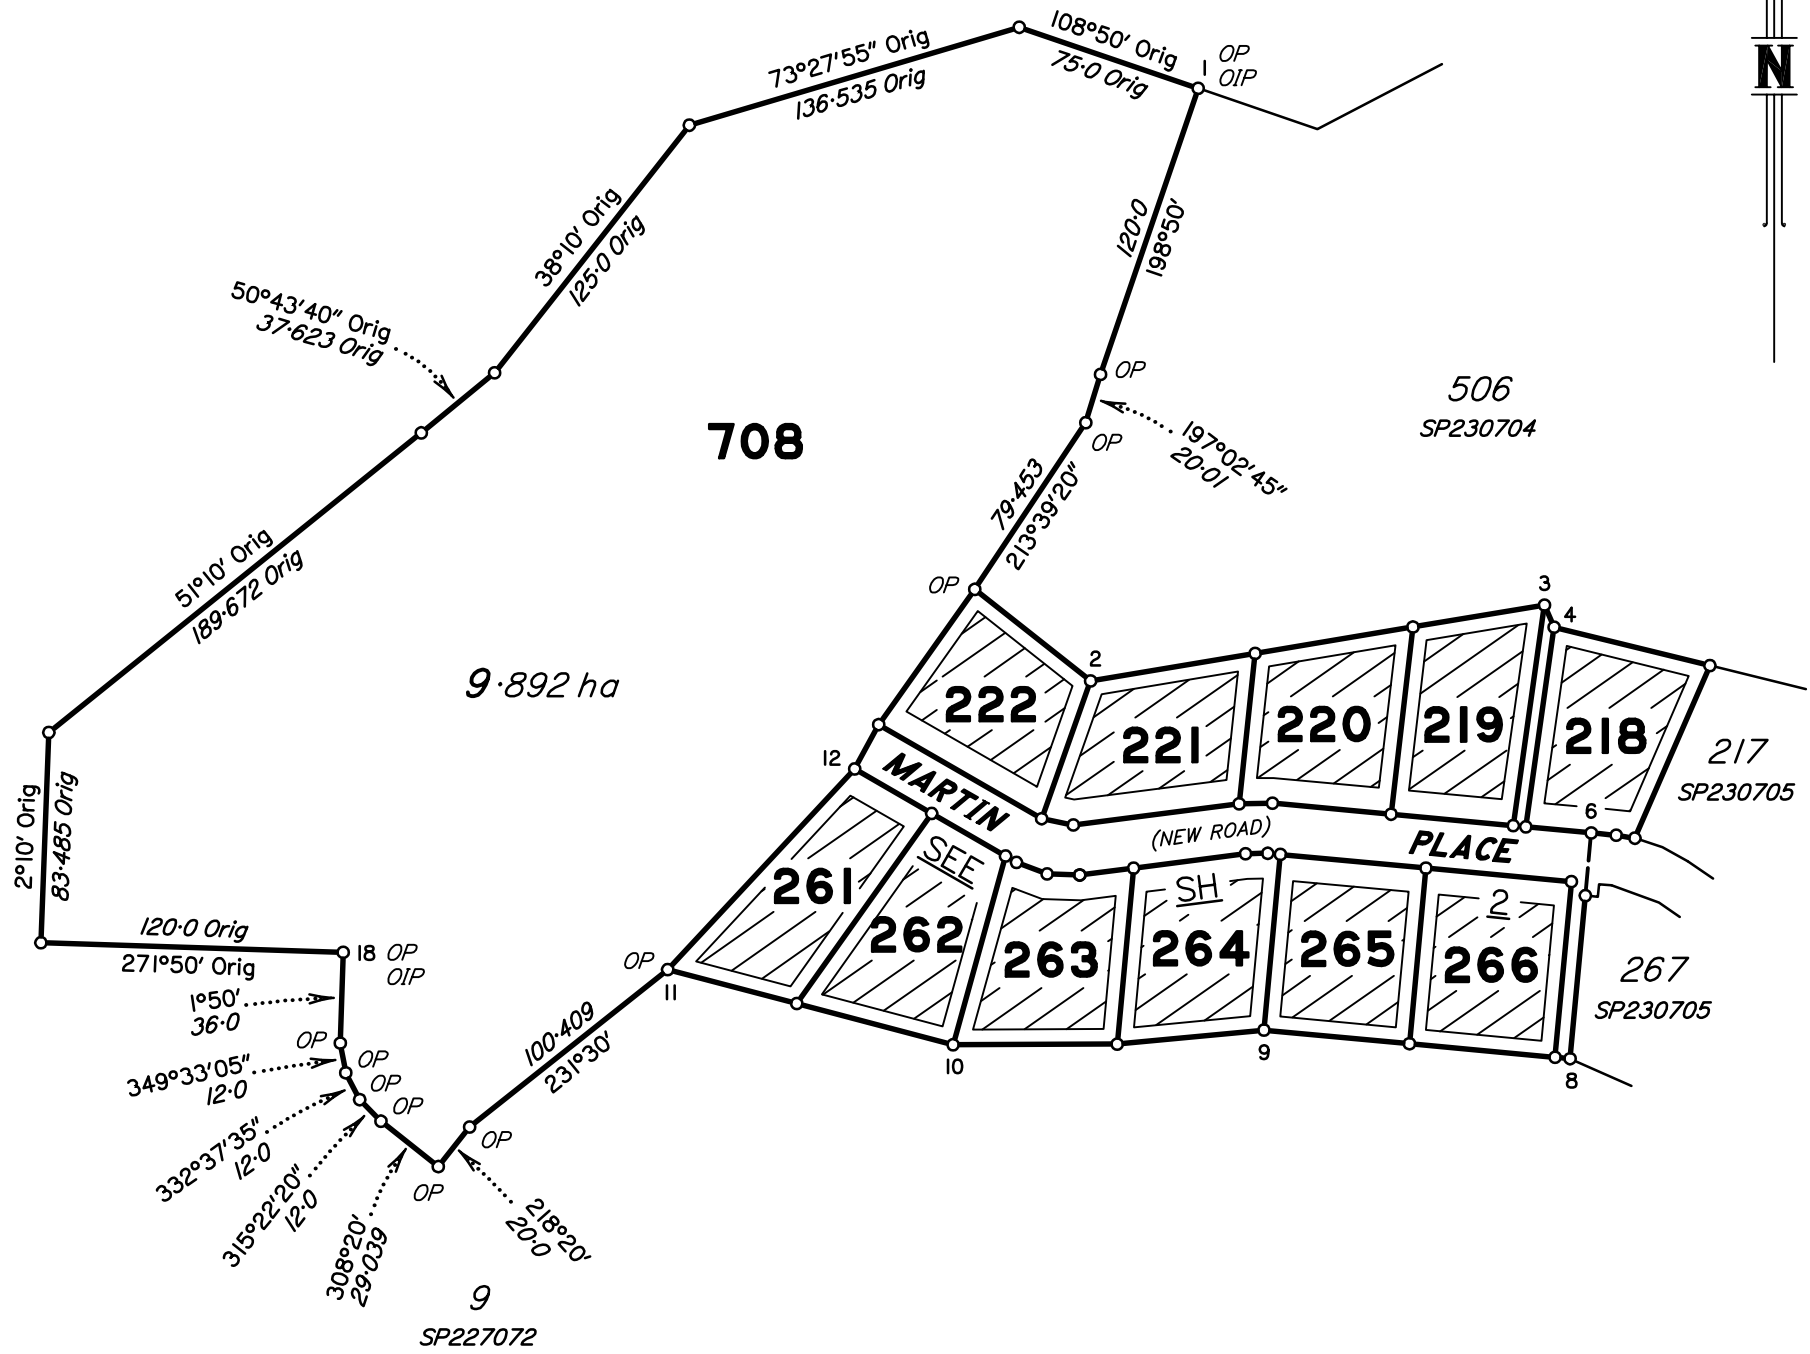 108°50' Orig
75·0 Orig
1
OP
OIP
N
73°27'55" Orig
136·535 Orig
38°10' Orig
125·0 Orig
120·0
198°50'
50°43'40" Orig
37·623 Orig
OP
OP
197°02'45"
20·01
506
SP230704
708
79·453
213°39'20"
51°10' Orig
189·672 Orig
OP
3
4
2
9·892 ha
222
221
220
219
218
217
SP230705
12
MARTIN
PLACE
(NEW ROAD)
6
2°10' Orig
83·485 Orig
261
262
263
264
265
266
SEE
SH
2
267
SP230705
120·0 Orig
271°50' Orig
18
OP
OIP
OP
11
10
9
8
1°50'
36·0
OP
100·409
231°30'
349°33'05"
12·0
OP
OP
OP
332°37'35"
12·0
315°22'20"
12·0
308°20'
29·039
OP
OP
218°20'
20·0
9
SP227072